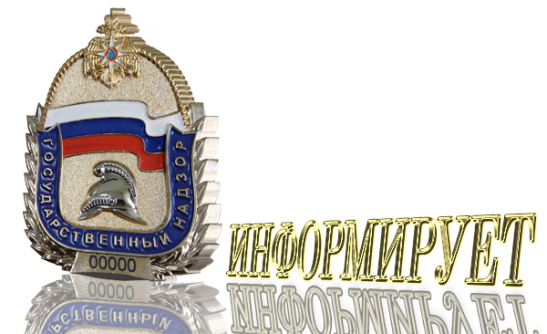 ГОСУДАРСТВЕННЫЙ НАДЗОР
00000
ИНФОРМИРУЕТ